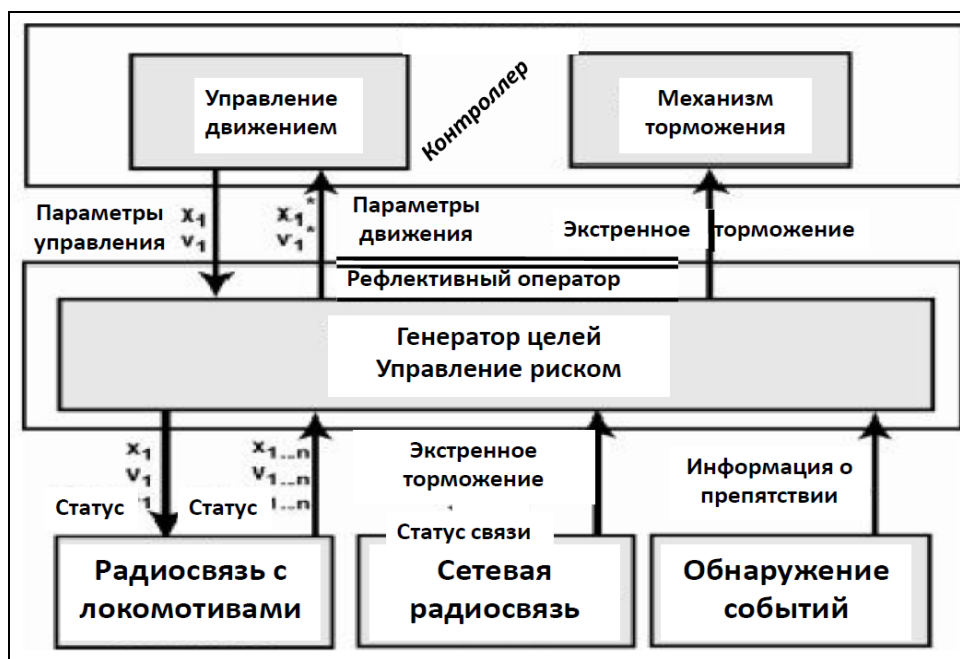 Управление
движением
Контроллер
Механизм
торможения
Параметры
управления
x₁
v₁
x₁*
v₁*
Параметры
движения
Экстренное торможение
Рефлективный оператор
Генератор целей
Управление риском
x₁
v₁
Статус
x₁...n
v₁...n
Статус
Экстренное
торможение
Статус связи
Информация о
препятствии
Радиосвязь с
локомотивами
Сетевая
радиосвязь
Обнаружение
событий